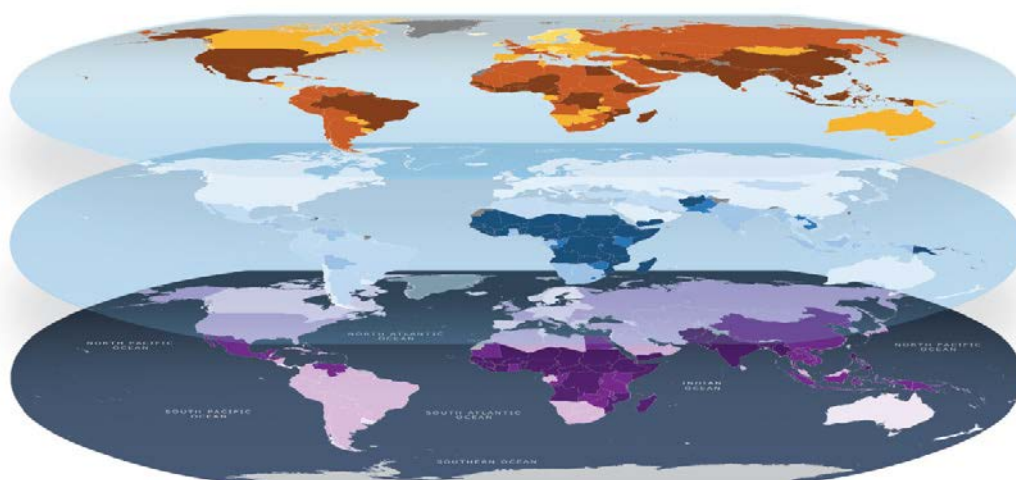 NORTH PACIFIC
OCEAN
NORTH ATLANTIC
OCEAN
NORTH PACIFIC
OCEAN
INDIAN
OCEAN
SOUTH PACIFIC
OCEAN
SOUTH ATLANTIC
OCEAN
SOUTHERN OCEAN